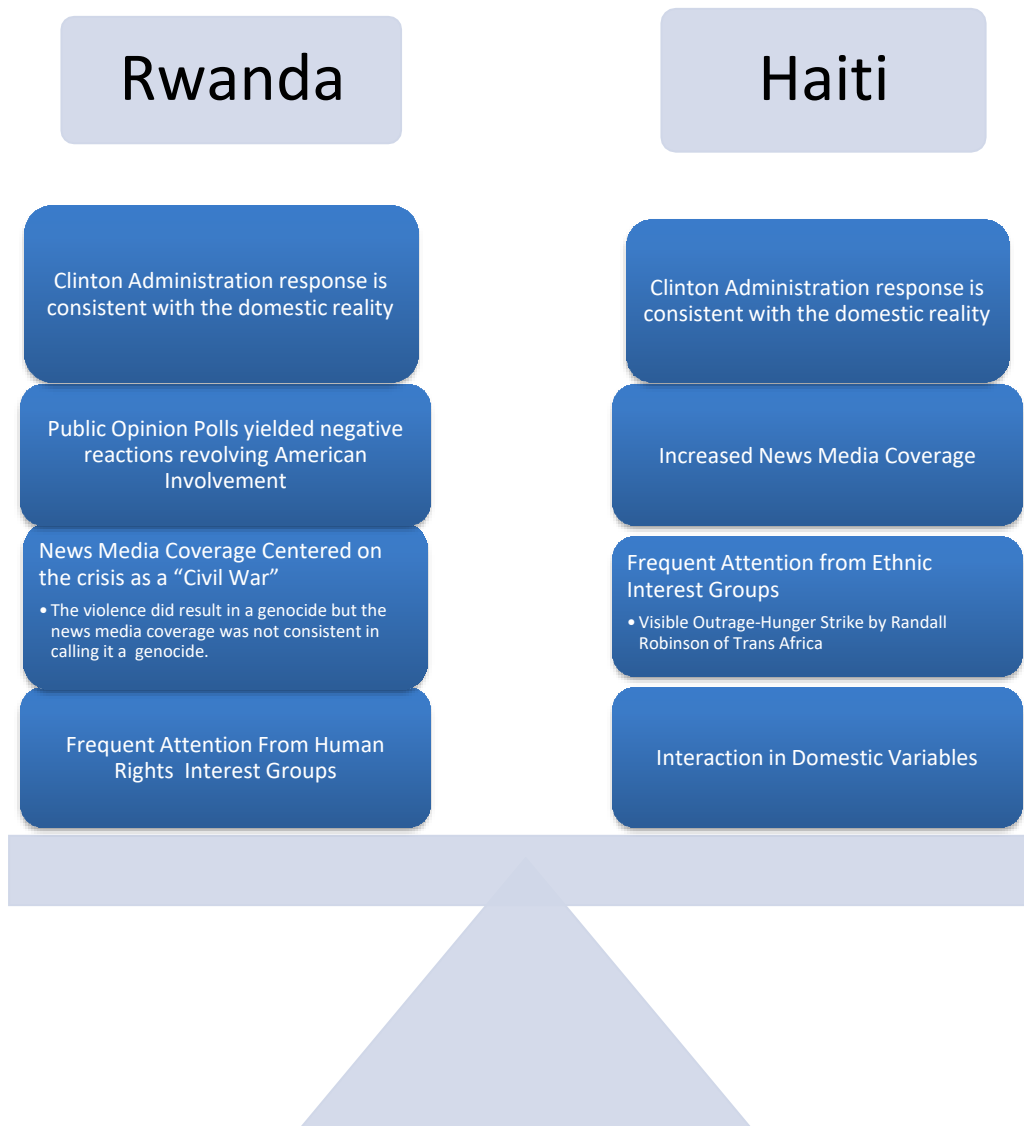 Rwanda
Clinton Administration response is
consistent with the domestic reality
Public Opinion Polls yielded negative
reactions revolving American
Involvement
News Media Coverage Centered on
the crisis as a “Civil War”
• The violence did result in a genocide but the
news media coverage was not consistent in
calling it a  genocide.
Frequent Attention From Human
Rights  Interest Groups
Haiti
Clinton Administration response is
consistent with the domestic reality
Increased News Media Coverage
Frequent Attention from Ethnic
Interest Groups
• Visible Outrage-Hunger Strike by Randall
Robinson of Trans Africa
Interaction in Domestic Variables